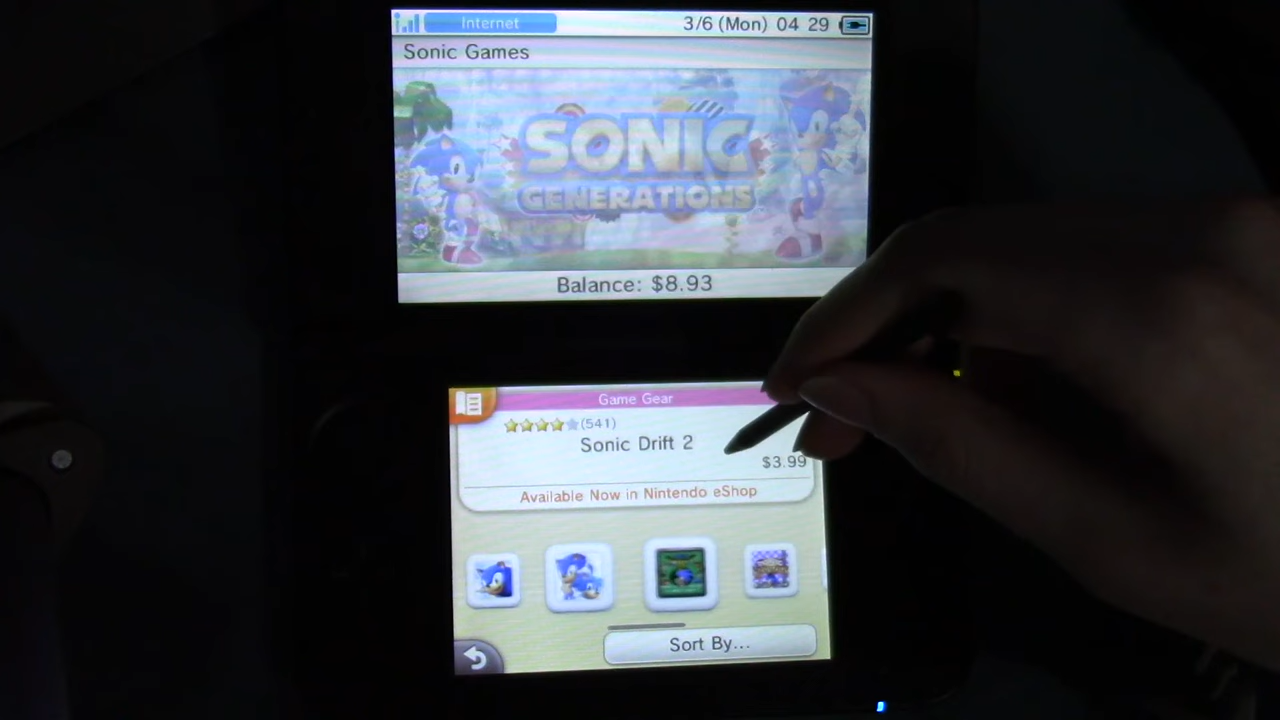 Internet
3/6 (Mon) 04 29
Sonic Games
SONIC
GENERATIONS
Balance: $8.93
Game Gear
(541)
Sonic Drift 2
$3.99
Available Now in Nintendo eShop
Sort By...